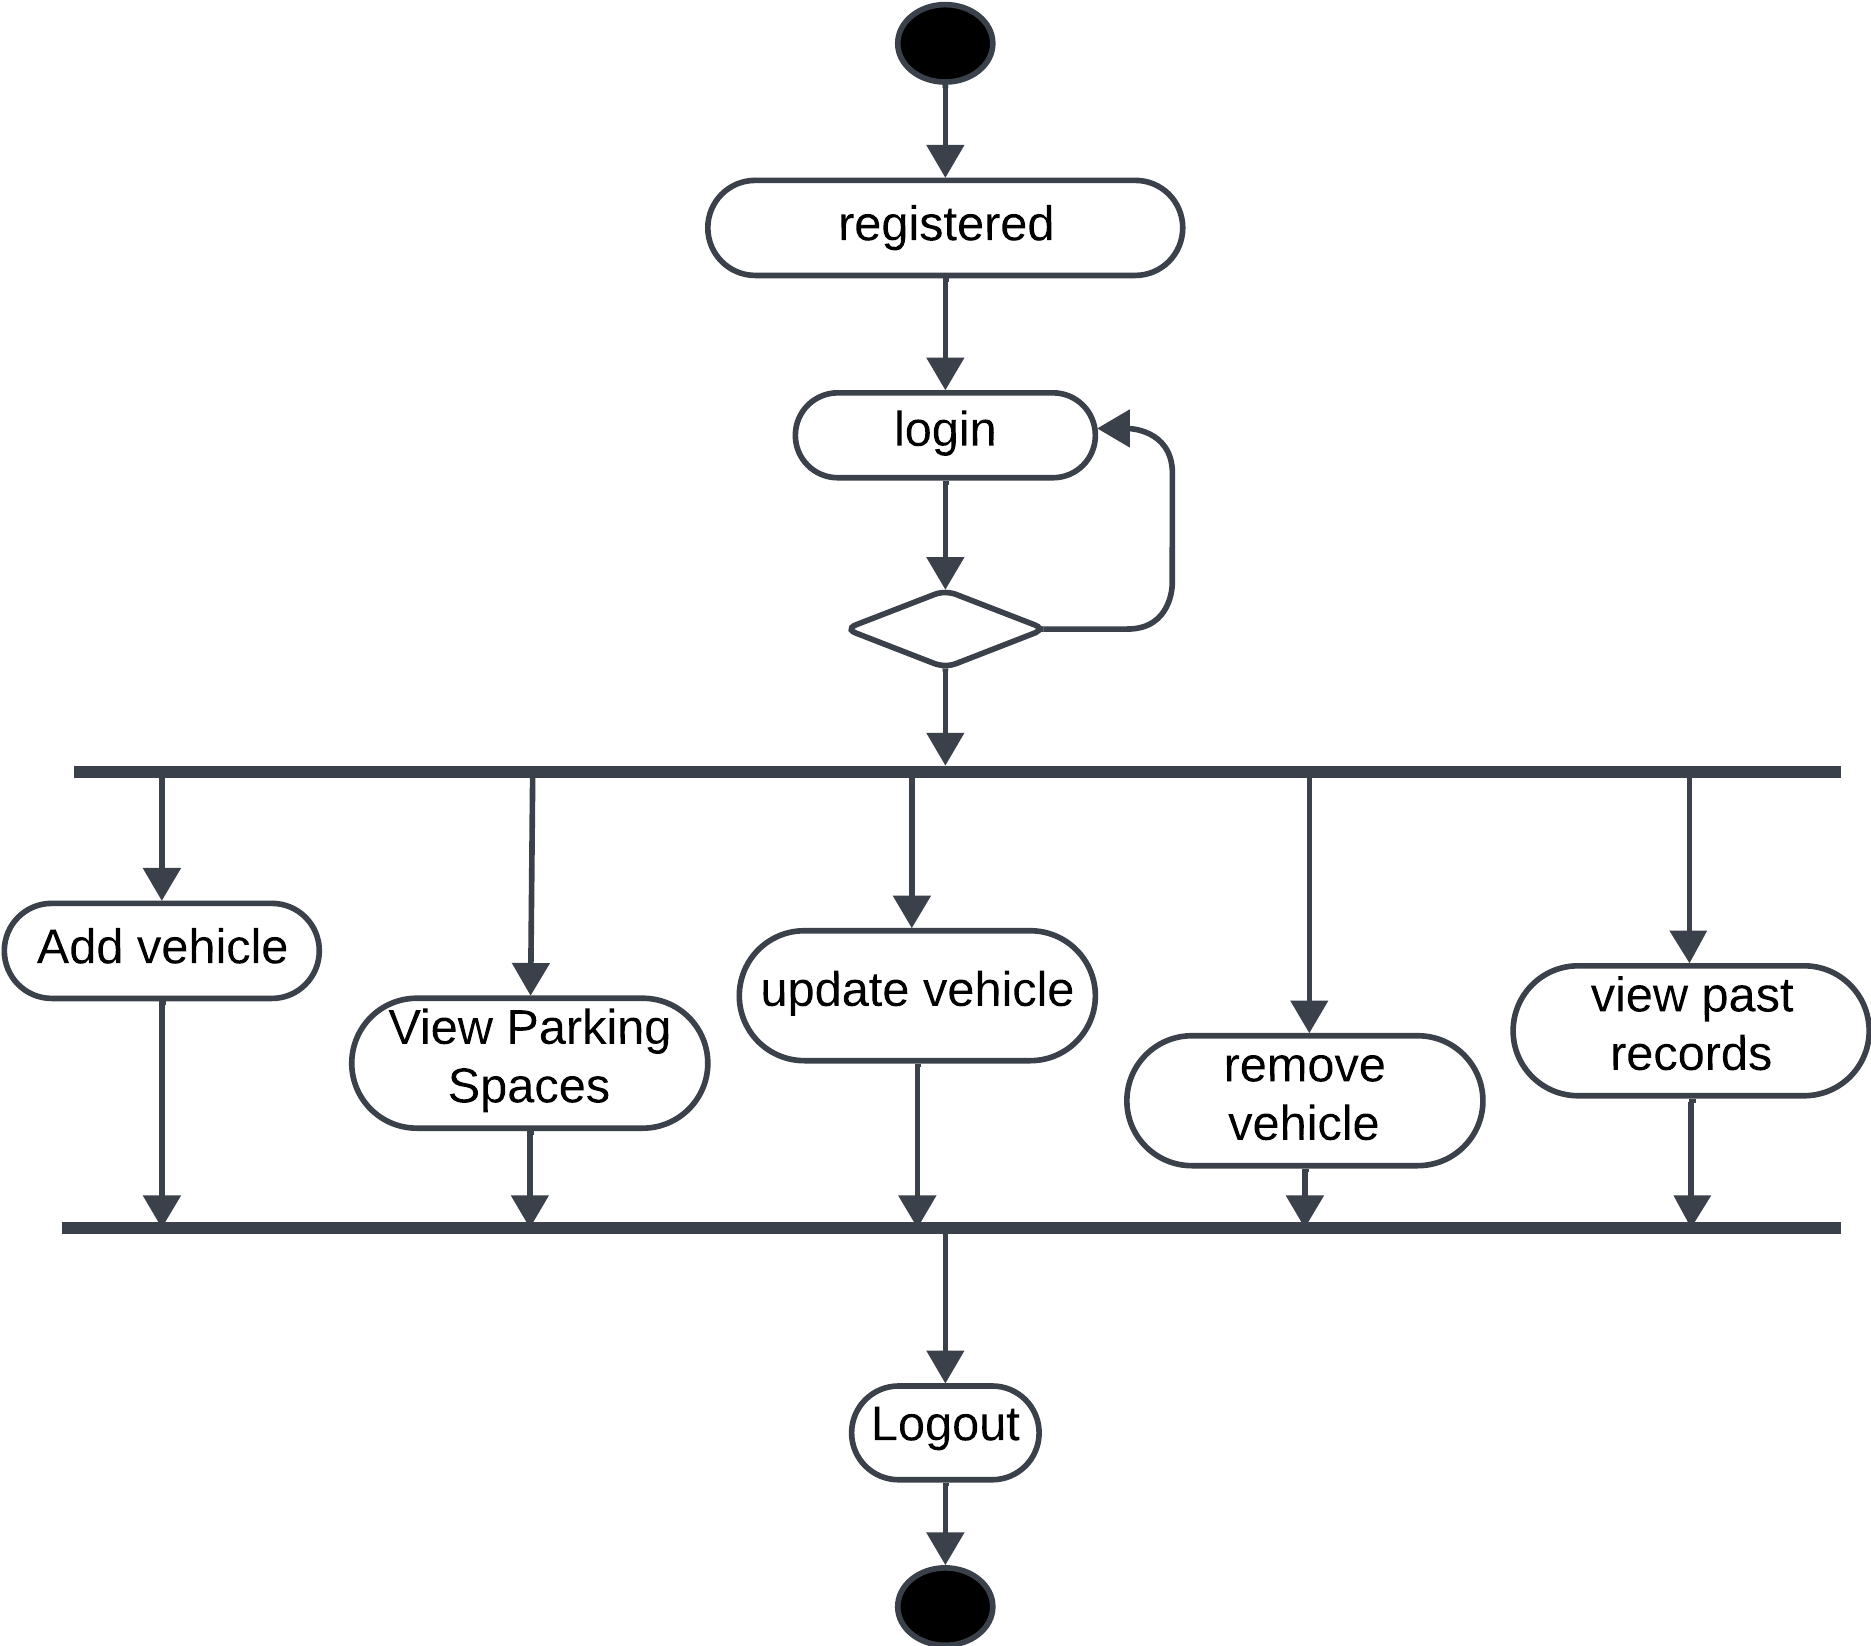 registered
login
Add vehicle
View Parking
Spaces
update vehicle
remove
vehicle
view past
records
Logout